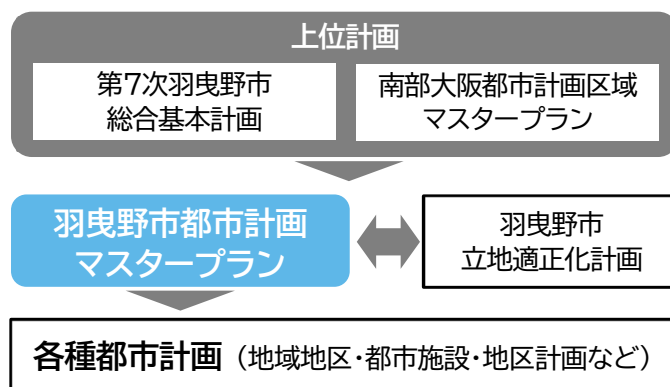 上位計画
第7次羽曳野市
総合基本計画
南部大阪都市計画区域
マスタープラン
羽曳野市都市計画
マスタープラン
羽曳野市
立地適正化計画
各種都市計画（地域地区・都市施設・地区計画など）